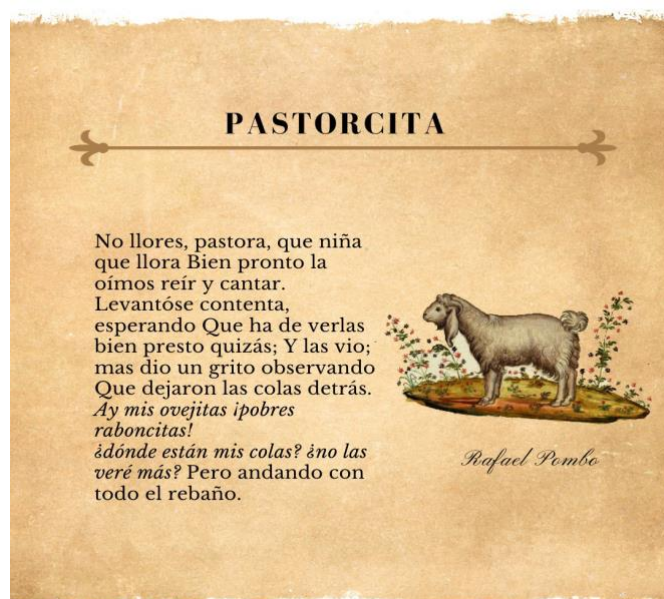 PASTORCITA
No llores, pastora, que niña
que llora Bien pronto la
oímos reír y cantar.
Levantóse contenta,
esperando Que ha de verlas
bien presto quizás; Y las vio;
mas dio un grito observando
Que dejaron las colas detrás.
Ay mis ovejitas ¡pobres
raboncitas!
¿dónde están mis colas? ¿no las
veré más? Pero andando con
todo el rebaño.
Rafael Pombo